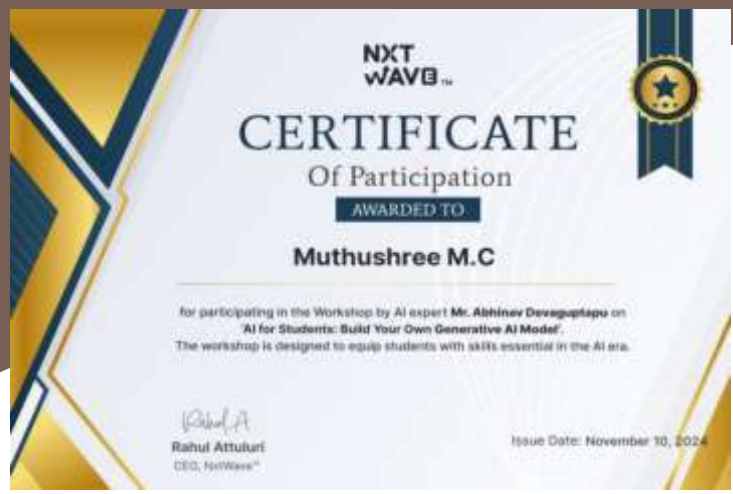 NXT
WAVE™
CERTIFICATE
Of Participation
AWARDED TO
Muthushree M.C
for participating in the Workshop by AI expert Mr. Abhinav Devaguptapu on
'AI for Students: Build Your Own Generative AI Model'.
The workshop is designed to equip students with skills essential in the AI era.
Rahul A
Rahul Attuluri
CEO, NxtWave™
Issue Date: November 10, 2024